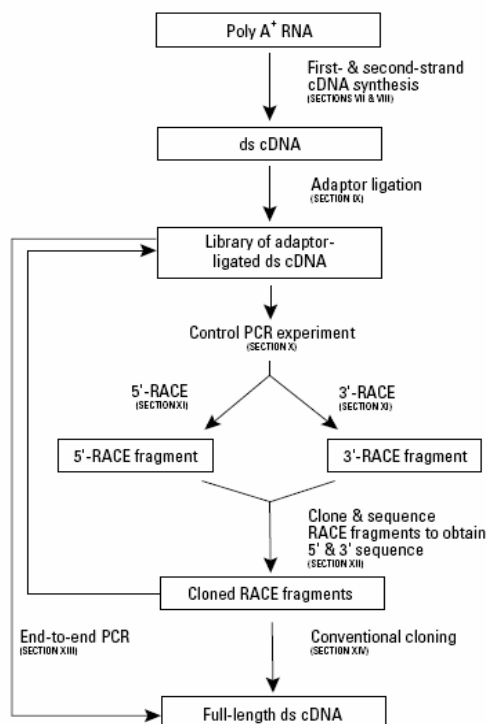 Poly A+ RNA
First- & second-strand
cDNA synthesis
(SECTIONS VII & VIII)
ds cDNA
Adaptor ligation
(SECTION IX)
Library of adaptor-
ligated ds cDNA
Control PCR experiment
(SECTION X)
5'-RACE
(SECTION XI)
3'-RACE
(SECTION XI)
5'-RACE fragment
3'-RACE fragment
Clone & sequence
RACE fragments to obtain
5' & 3' sequence
(SECTION XII)
Cloned RACE fragments
End-to-end PCR
(SECTION XIII)
Conventional cloning
(SECTION XIV)
Full-length ds cDNA